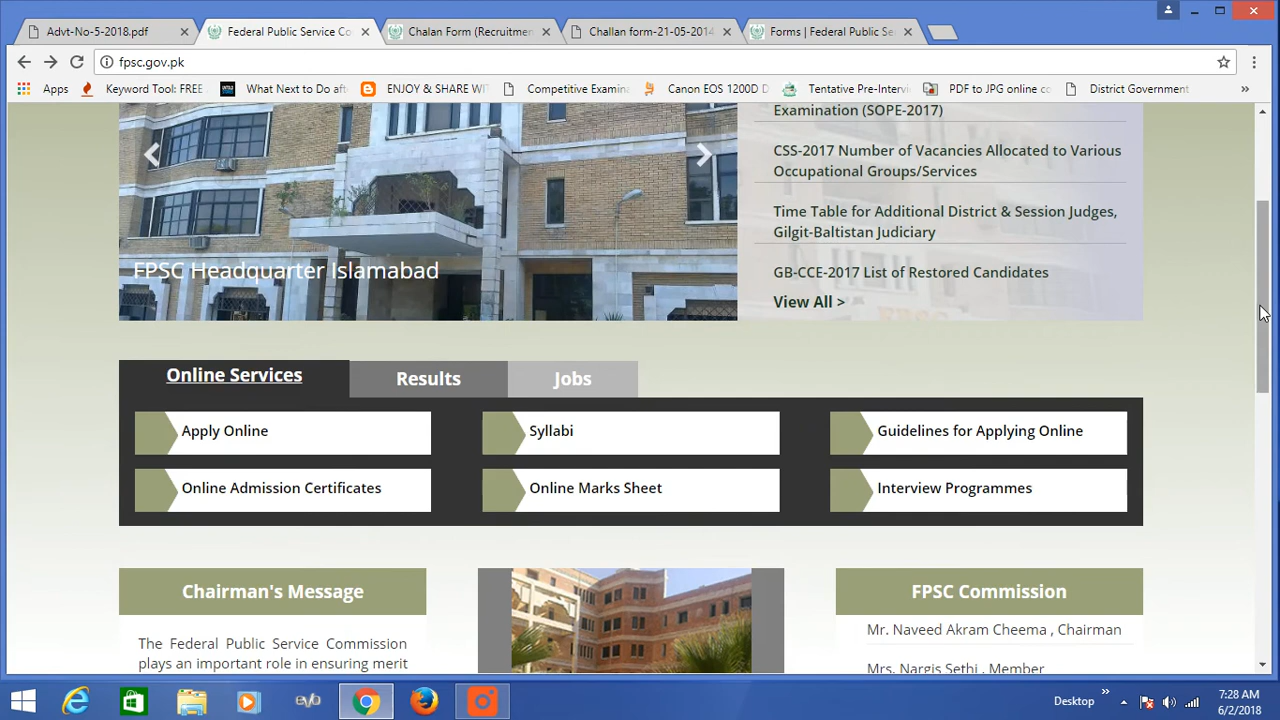 Advt-No-5-2018.pdf
Federal Public Service Co
Chalan Form (Recruitmen
Challan form-21-05-2014
Forms | Federal Public Se
fpsc.gov.pk
Apps
Keyword Tool: FREE
What Next to Do aft
ENJOY & SHARE WIT
Competitive Examina
Canon EOS 1200D D
Tentative Pre-Intervi
PDF to JPG online co
District Government
»
Examination (SOPE-2017)
CSS-2017 Number of Vacancies Allocated to Various
Occupational Groups/Services
Time Table for Additional District & Session Judges,
Gilgit-Baltistan Judiciary
GB-CCE-2017 List of Restored Candidates
View All >
FPSC Headquarter Islamabad
Online Services
Results
Jobs
Apply Online
Syllabi
Guidelines for Applying Online
Online Admission Certificates
Online Marks Sheet
Interview Programmes
Chairman's Message
The Federal Public Service Commission
plays an important role in ensuring merit
FPSC Commission
Mr. Naveed Akram Cheema , Chairman
Mrs. Nargis Sethi , Member
Desktop
»
7:28 AM
6/2/2018